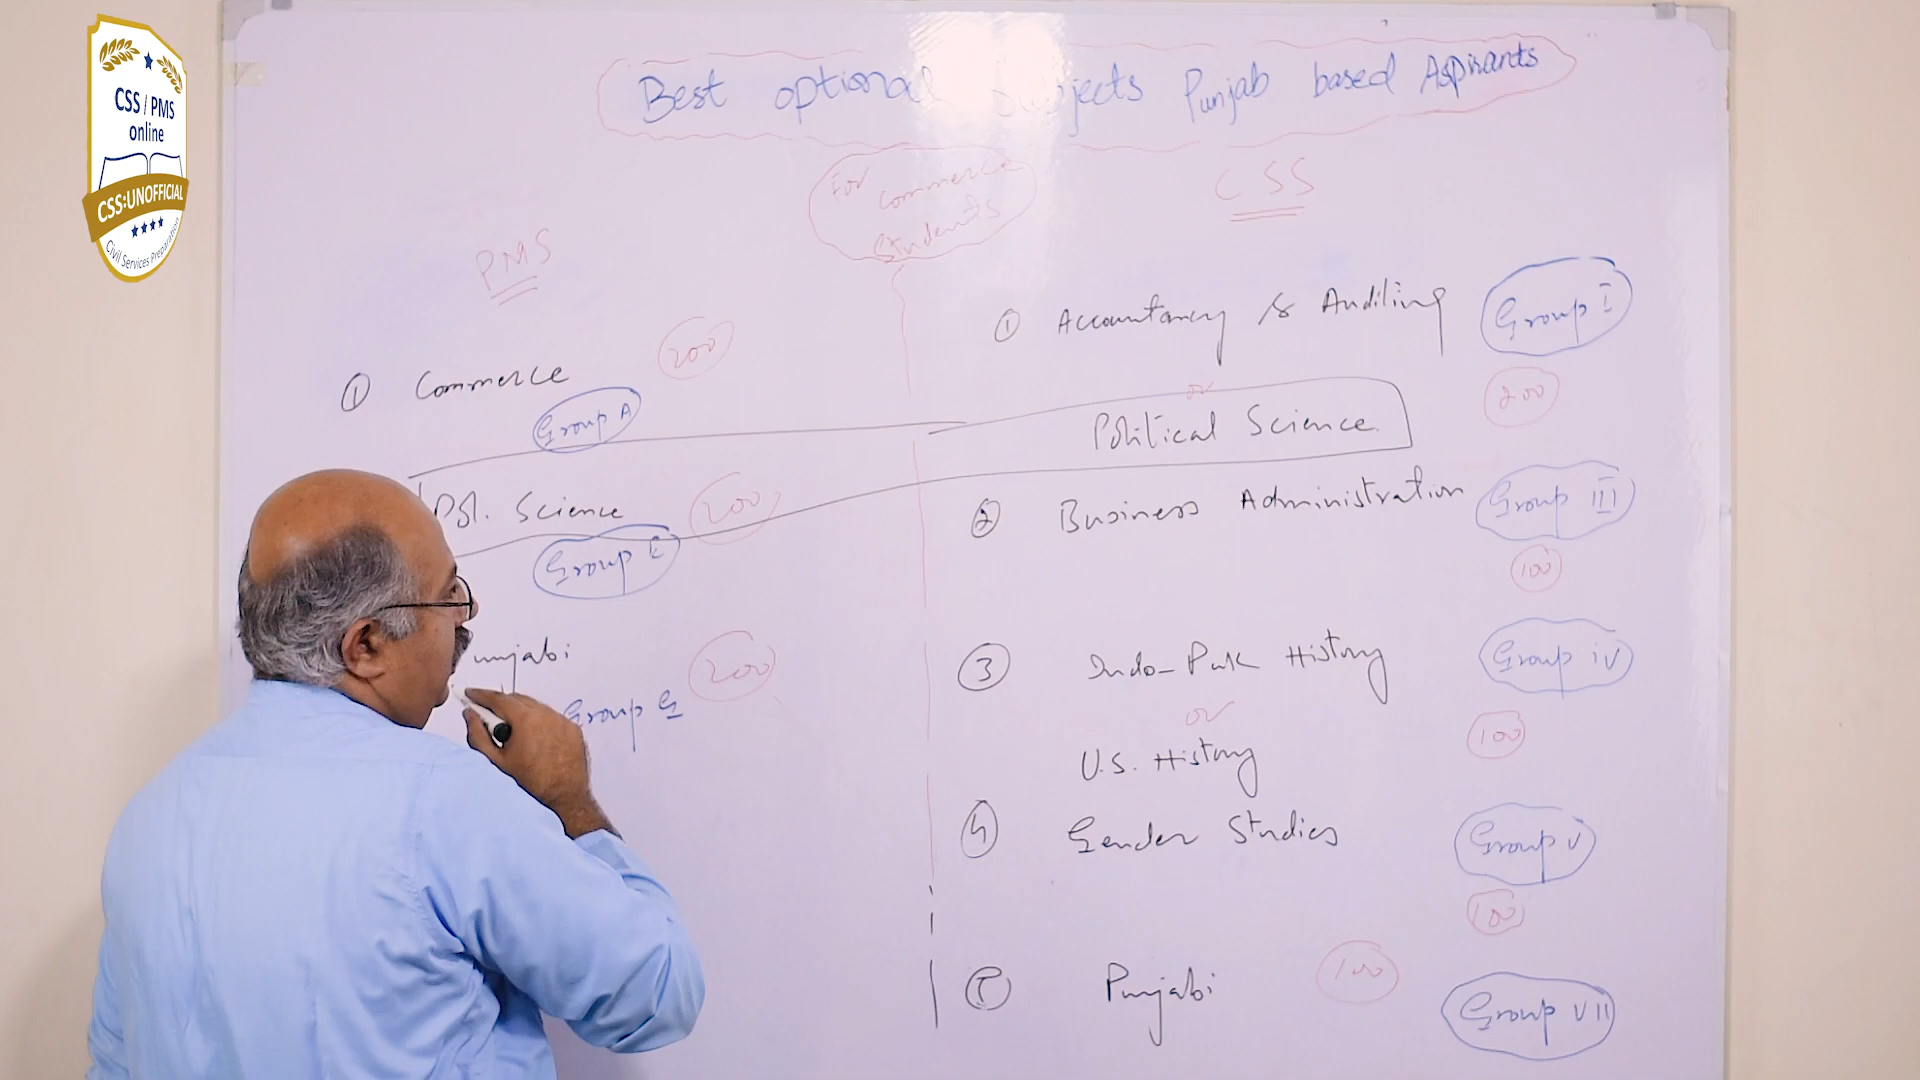 CSS / PMS
online
CSS:UNOFFICIAL
Civil Services Preparation
Best optional Subjects Punjab based Aspirants
For
Commerce
Students
PMS
① Commerce 200
Group A
Pol. Science 200
Group E
Punjabi 200
Group G
CSS
① Accountancy & Auditing Group I
or 200
Political Science.
② Business Administration Group III
100
③ Indo-Pak History Group iv
or 100
U.S. History
④ Gender Studies Group V
100
⑤ Punjabi 100 Group VII